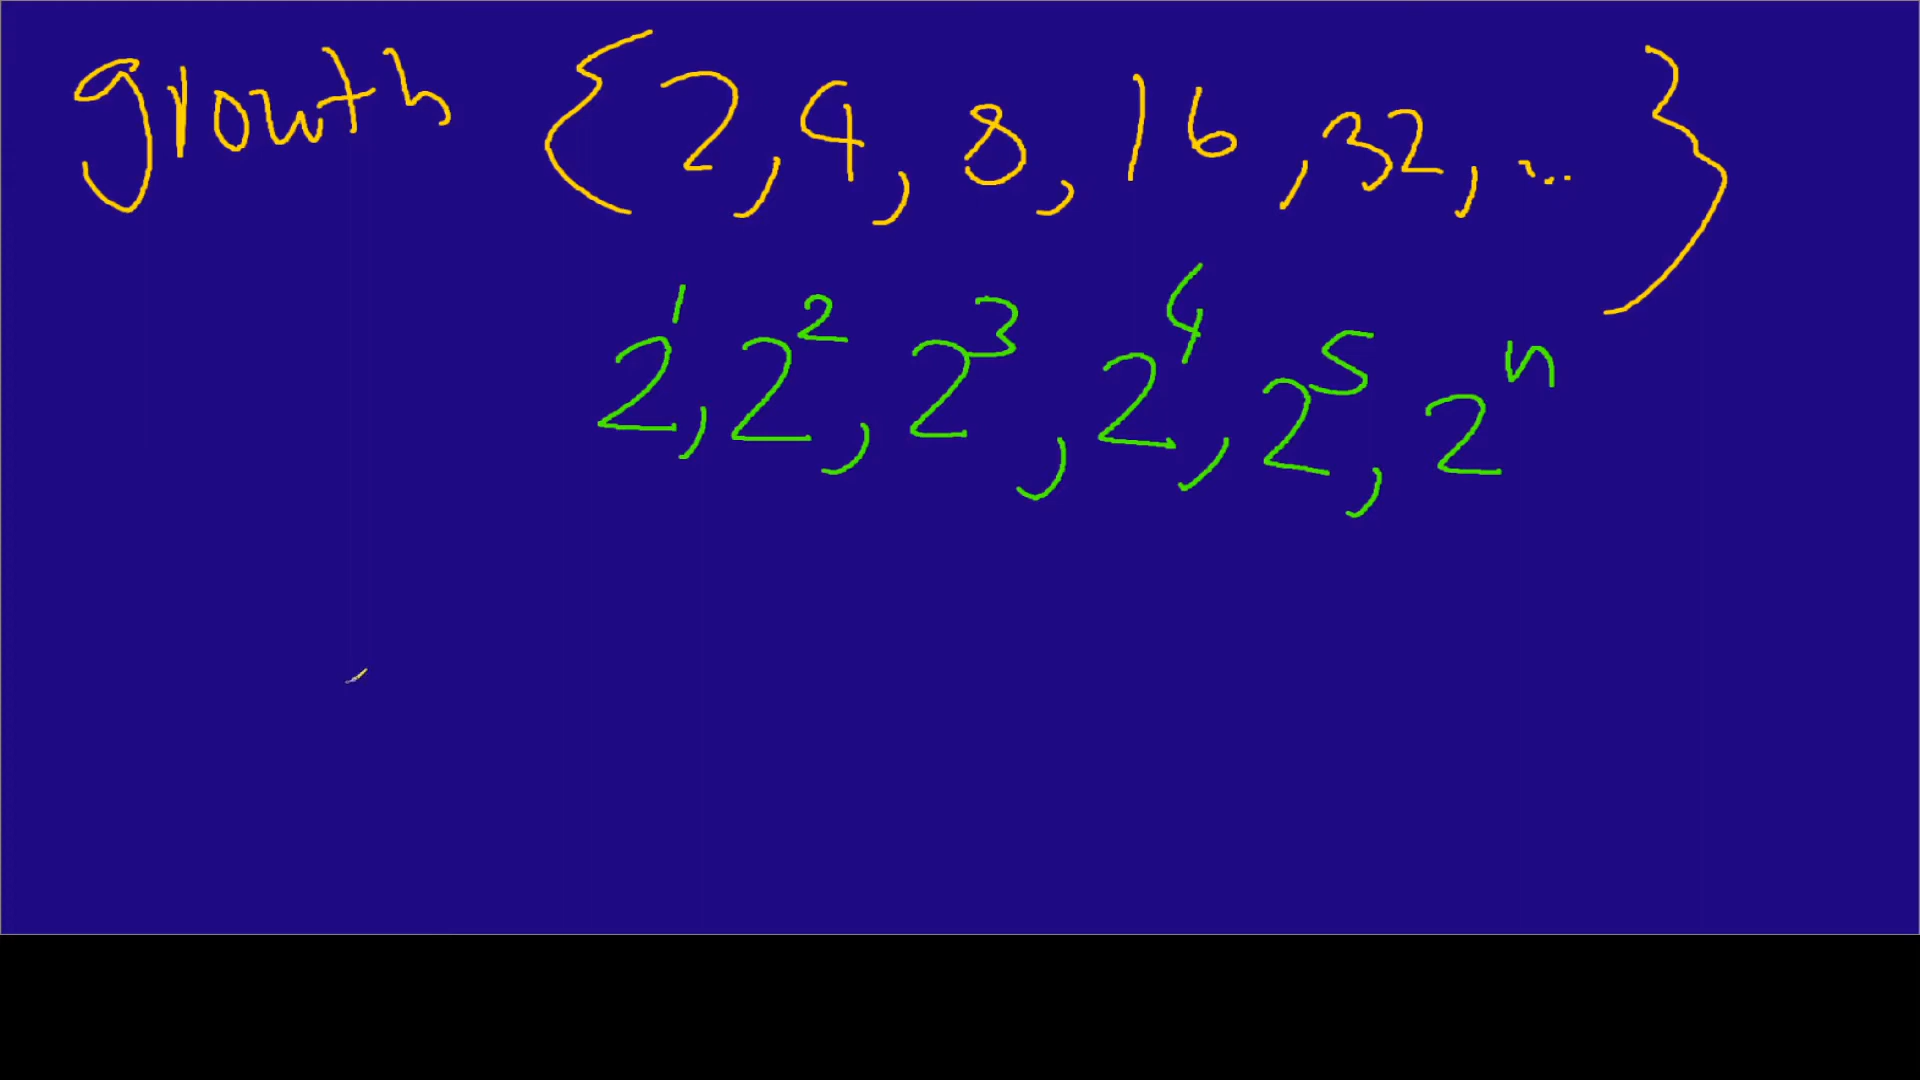 growth {2, 4, 8, 16, 32, ...}
2¹, 2², 2³, 2⁴, 2⁵, 2ⁿ